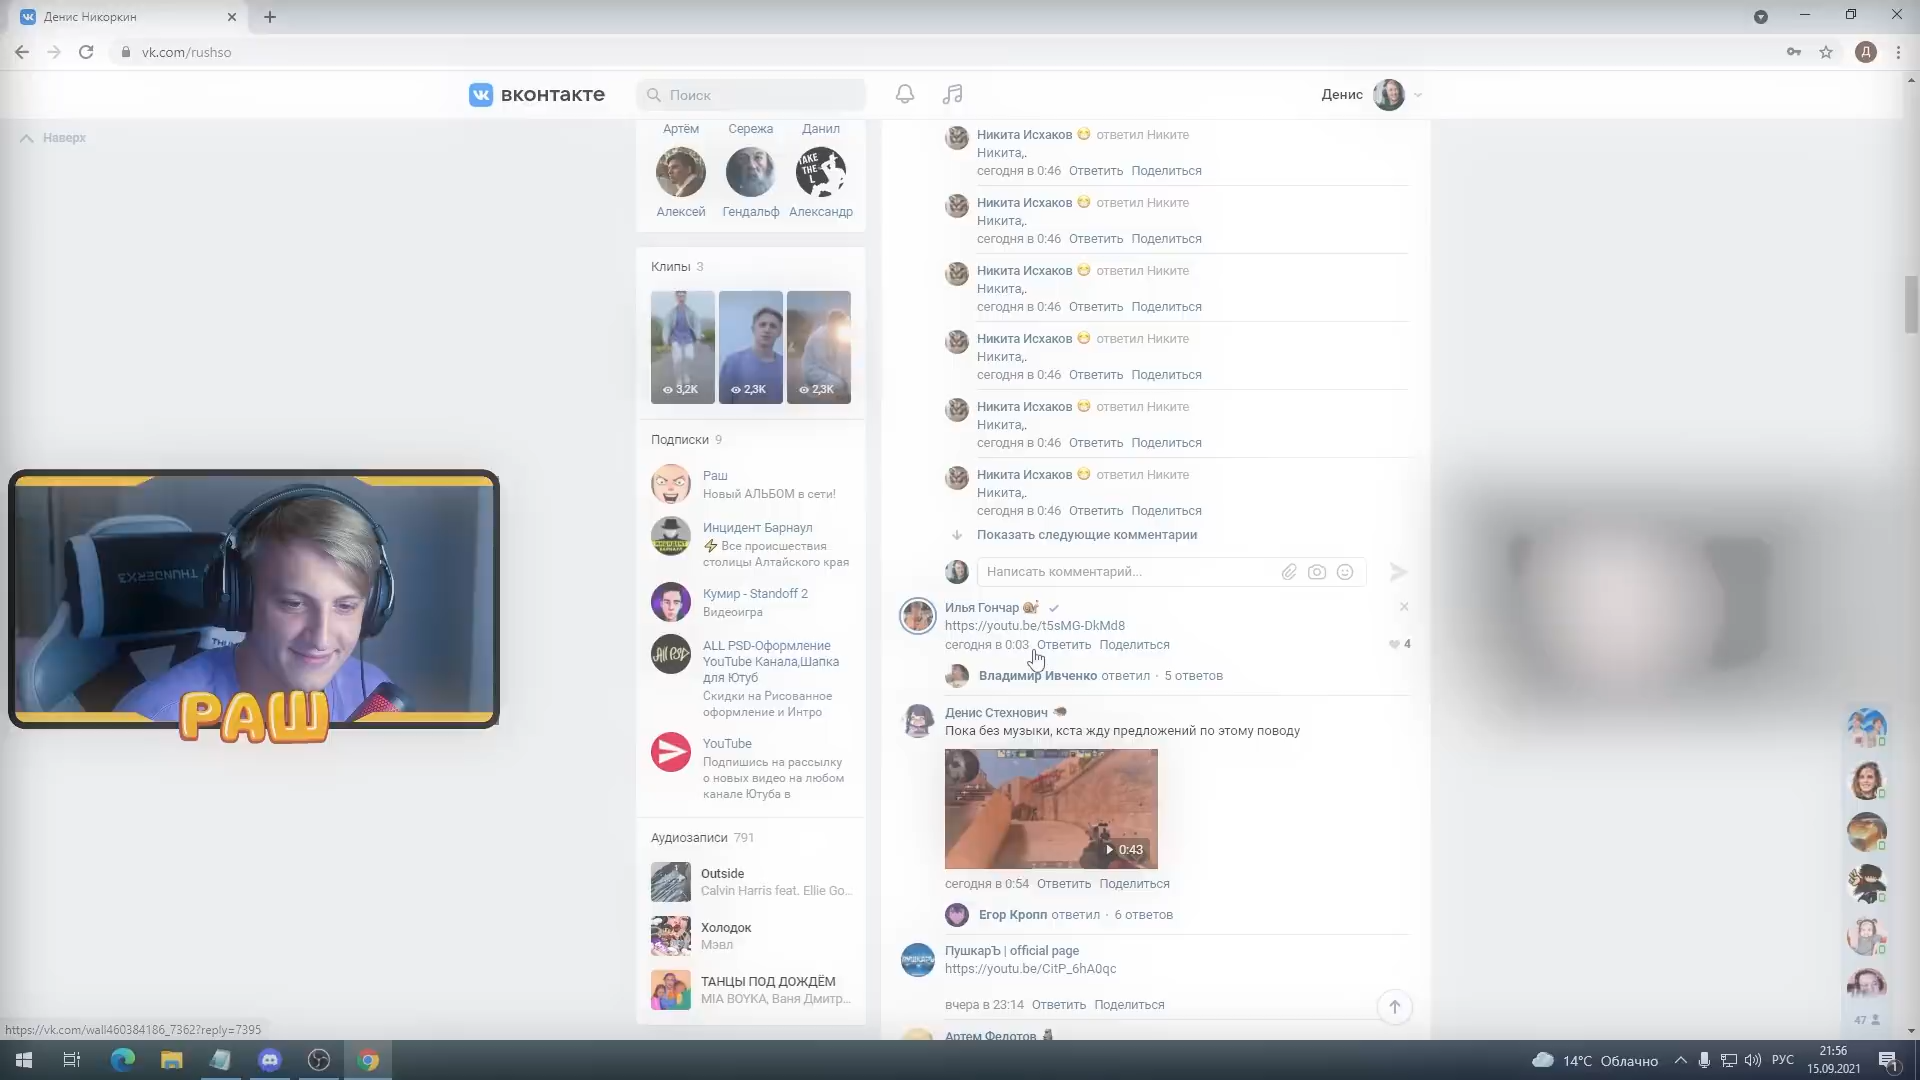 Денис Никоркин
vk.com/rushso
Д
вконтакте
Поиск
Денис
Наверх
Артём
Сережа
Данил
TAKE THE L
Алексей
Гендальф
Александр
Клипы 3
3,2K
2,3K
2,3K
Подписки 9
Раш
Новый АЛЬБОМ в сети!
Инцидент Барнаул
⚡ Все происшествия
столицы Алтайского края
Кумир - Standoff 2
Видеоигра
All PSD
ALL PSD-Оформление
YouTube Канала,Шапка
для Ютуб
Скидки на Рисованное
оформление и Интро
YouTube
Подпишись на рассылку
о новых видео на любом
канале Ютуба в
Аудиозаписи 791
Outside
Calvin Harris feat. Ellie Go...
Холодок
Мэвл
ТАНЦЫ ПОД ДОЖДЁМ
MIA BOYKA, Ваня Дмитр...
Никита Исхаков 😁 ответил Никите
Никита,.
сегодня в 0:46 Ответить Поделиться
Никита Исхаков 😁 ответил Никите
Никита,.
сегодня в 0:46 Ответить Поделиться
Никита Исхаков 😁 ответил Никите
Никита,.
сегодня в 0:46 Ответить Поделиться
Никита Исхаков 😁 ответил Никите
Никита,.
сегодня в 0:46 Ответить Поделиться
Никита Исхаков 😁 ответил Никите
Никита,.
сегодня в 0:46 Ответить Поделиться
Никита Исхаков 😁 ответил Никите
Никита,.
сегодня в 0:46 Ответить Поделиться
Показать следующие комментарии
Написать комментарий...
Илья Гончар
https://youtu.be/t5sMG-DkMd8
сегодня в 0:03 Ответить Поделиться
4
Владимир Ивченко ответил · 5 ответов
Денис Стехнович
Пока без музыки, кста жду предложений по этому поводу
0:43
сегодня в 0:54 Ответить Поделиться
Егор Кропп ответил · 6 ответов
ПушкарЪ | official page
https://youtu.be/CitP_6hA0qc
вчера в 23:14 Ответить Поделиться
Артем Федотов
47
THUNDERX3
РАШ
https://vk.com/wall460384186_7362?reply=7395
14°C Облачно
РУС
21:56
15.09.2021
1